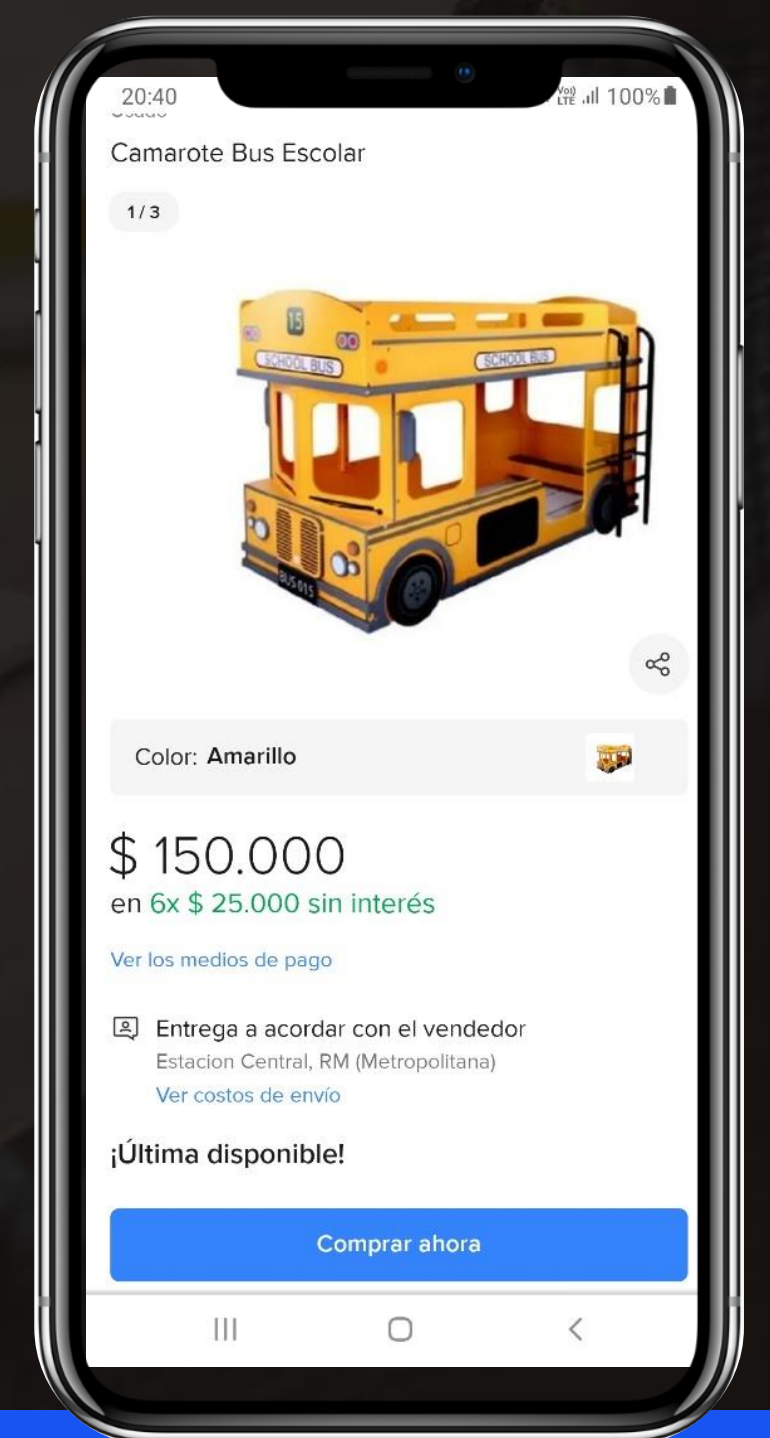 20:40
100%
Camarote Bus Escolar
1 / 3
15
SCHOOL BUS
SCHOOL BUS
BUS 015
Color: Amarillo
$ 150.000
en 6x $ 25.000 sin interés
Ver los medios de pago
Entrega a acordar con el vendedor
Estacion Central, RM (Metropolitana)
Ver costos de envío
¡Última disponible!
Comprar ahora